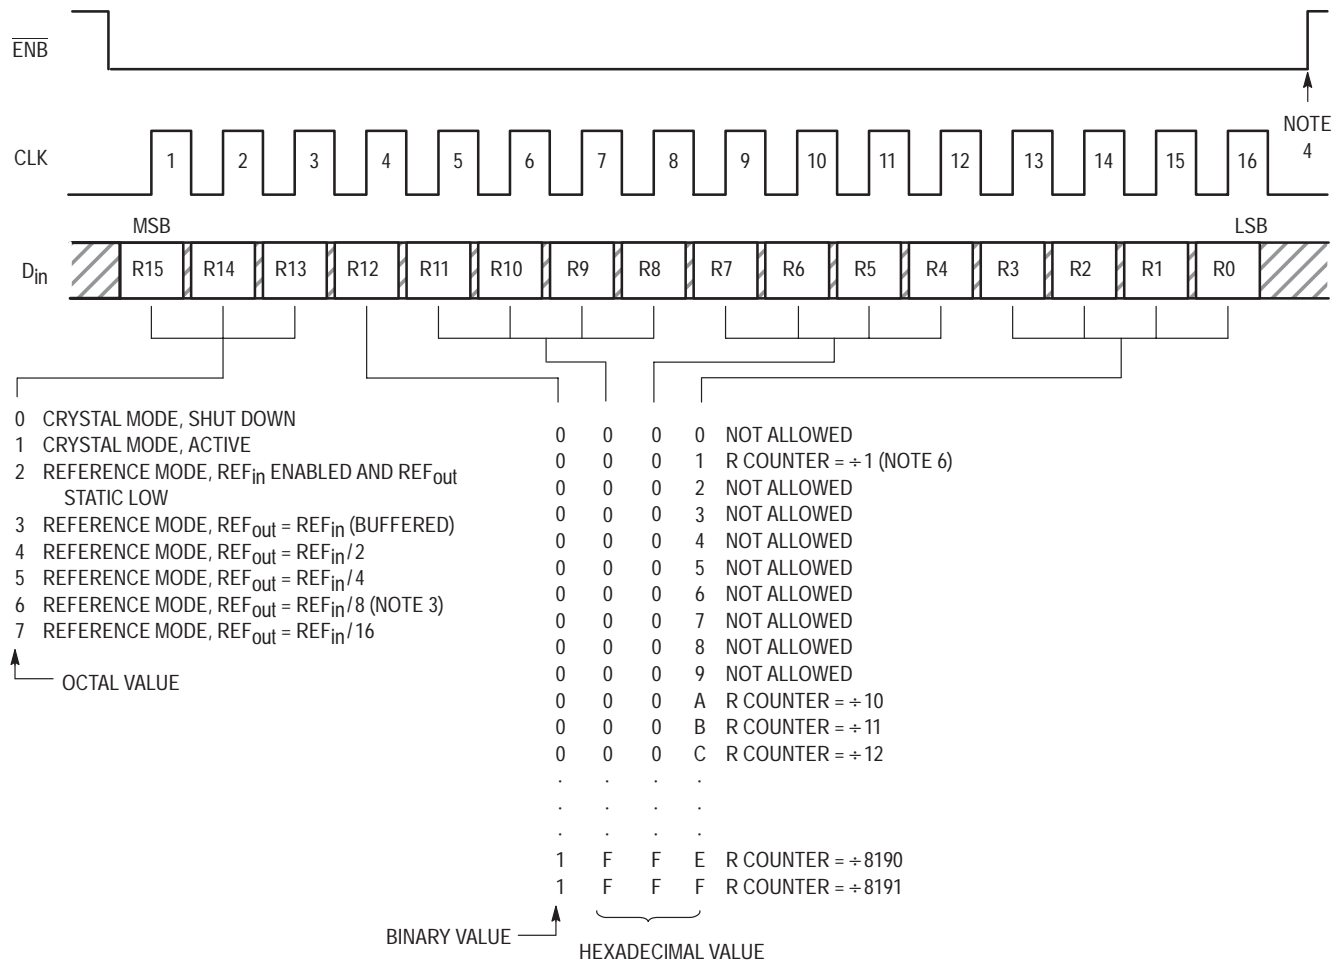 ENB
NOTE
4
CLK 1 2 3 4 5 6 7 8 9 10 11 12 13 14 15 16
MSB LSB
Din R15 R14 R13 R12 R11 R10 R9 R8 R7 R6 R5 R4 R3 R2 R1 R0
0 CRYSTAL MODE, SHUT DOWN
1 CRYSTAL MODE, ACTIVE
2 REFERENCE MODE, REFin ENABLED AND REFout
STATIC LOW
3 REFERENCE MODE, REFout = REFin (BUFFERED)
4 REFERENCE MODE, REFout = REFin/2
5 REFERENCE MODE, REFout = REFin/4
6 REFERENCE MODE, REFout = REFin/8 (NOTE 3)
7 REFERENCE MODE, REFout = REFin/16
OCTAL VALUE
0 0 0 0 NOT ALLOWED
0 0 0 1 R COUNTER = ÷1 (NOTE 6)
0 0 0 2 NOT ALLOWED
0 0 0 3 NOT ALLOWED
0 0 0 4 NOT ALLOWED
0 0 0 5 NOT ALLOWED
0 0 0 6 NOT ALLOWED
0 0 0 7 NOT ALLOWED
0 0 0 8 NOT ALLOWED
0 0 0 9 NOT ALLOWED
0 0 0 A R COUNTER = ÷10
0 0 0 B R COUNTER = ÷11
0 0 0 C R COUNTER = ÷12
. . . .
. . . .
. . . .
1 F F E R COUNTER = ÷8190
1 F F F R COUNTER = ÷8191
BINARY VALUE
HEXADECIMAL VALUE